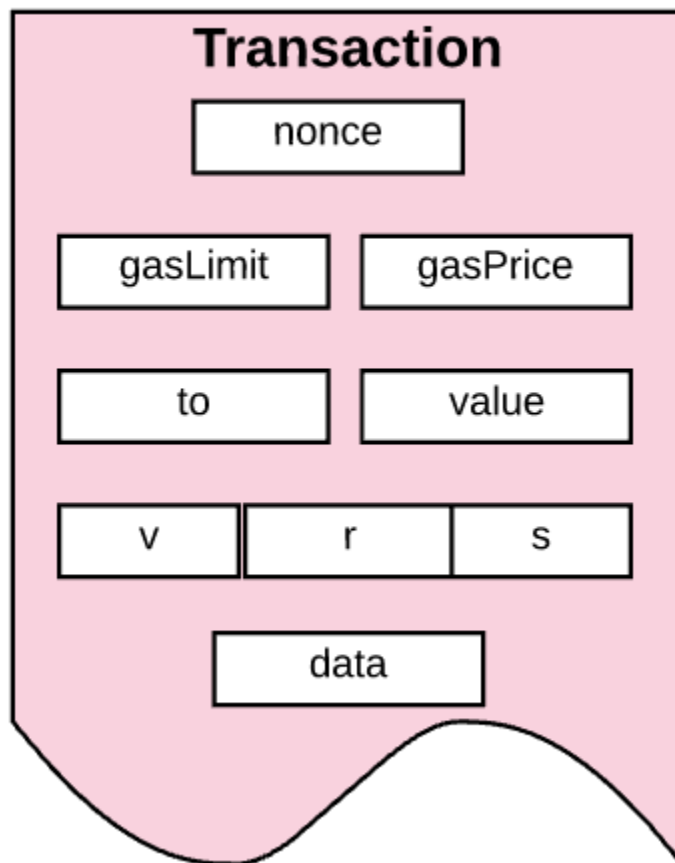 Transaction
nonce
gasLimit gasPrice
to value
v r s
data